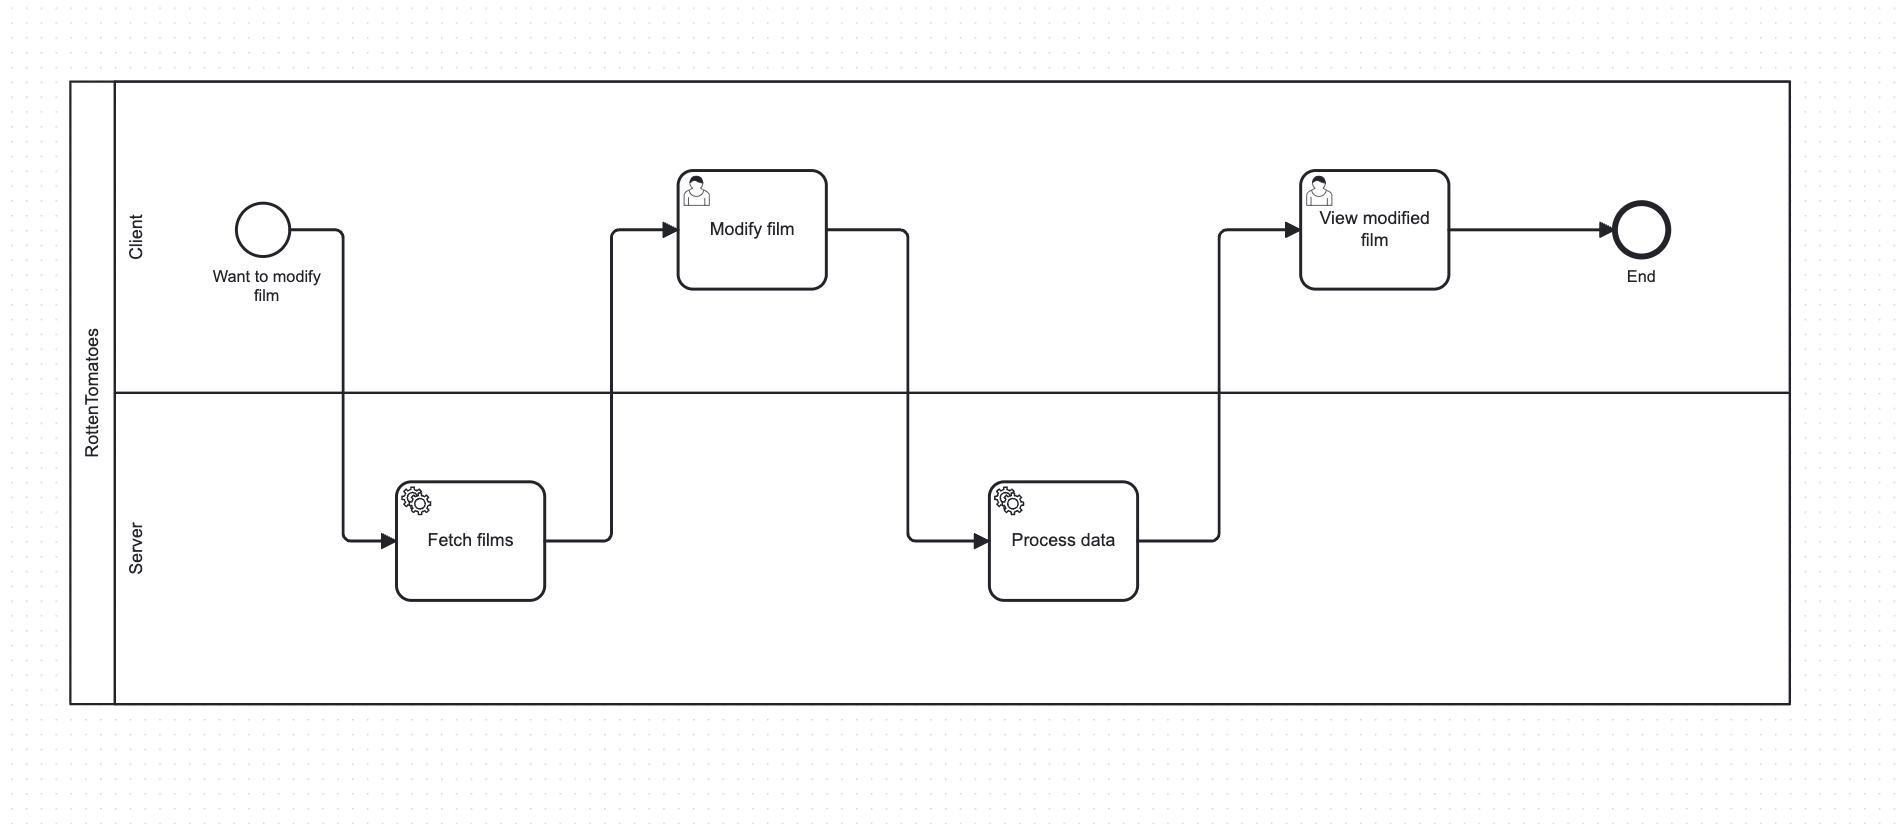 RottenTomatoes
Client
Want to modify
film
Modify film
View modified
film
End
Server
Fetch films
Process data